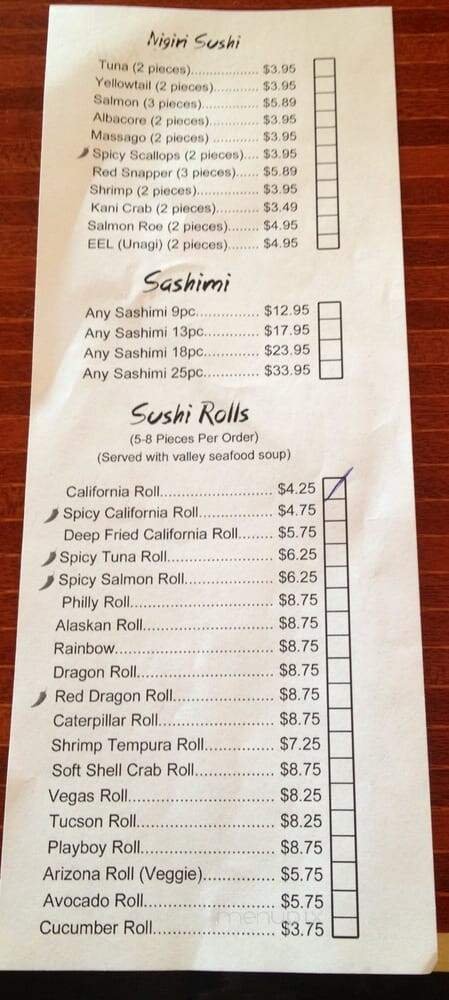 Nigiri Sushi
Tuna (2 pieces)................ $3.95
Yellowtail (2 pieces)............ $3.95
Salmon (3 pieces).............. $5.89
Albacore (2 pieces)............. $3.95
Massago (2 pieces) ............ $3.95
Spicy Scallops (2 pieces).... $3.95
Red Snapper (3 pieces)...... $5.89
Shrimp (2 pieces)............... $3.95
Kani Crab (2 pieces)........... $3.49
Salmon Roe (2 pieces)........ $4.95
EEL (Unagi) (2 pieces)........ $4.95
Sashimi
Any Sashimi 9pc............... $12.95
Any Sashimi 13pc............. $17.95
Any Sashimi 18pc............. $23.95
Any Sashimi 25pc............. $33.95
Sushi Rolls
(5-8 Pieces Per Order)
(Served with valley seafood soup)
California Roll........................ $4.25
Spicy California Roll................ $4.75
Deep Fried California Roll........ $5.75
Spicy Tuna Roll....................... $6.25
Spicy Salmon Roll................... $6.25
Philly Roll.............................. $8.75
Alaskan Roll........................... $8.75
Rainbow................................. $8.75
Dragon Roll............................ $8.75
Red Dragon Roll..................... $8.75
Caterpillar Roll........................ $8.75
Shrimp Tempura Roll............... $7.25
Soft Shell Crab Roll................. $8.75
Vegas Roll.............................. $8.25
Tucson Roll............................ $8.25
Playboy Roll........................... $8.75
Arizona Roll (Veggie)............... $5.75
Avocado Roll.......................... $5.75
menupix
Cucumber Roll........................ $3.75